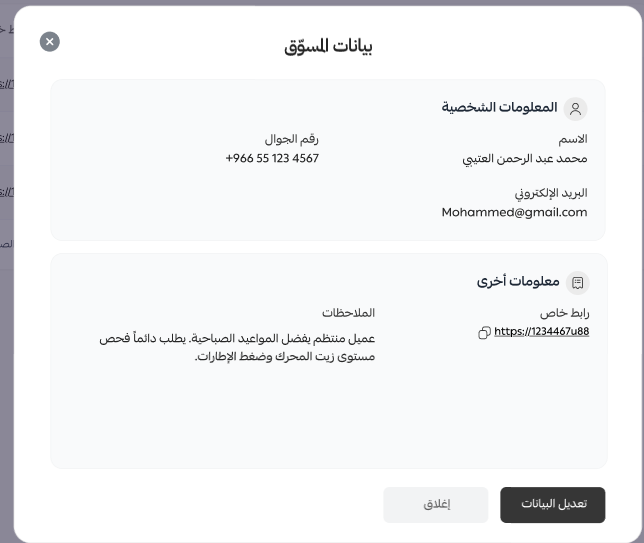 بيانات المسوّق
المعلومات الشخصية
الاسم
محمد عبد الرحمن العتيبي
رقم الجوال
+966 55 123 4567
البريد الإلكتروني
Mohammed@gmail.com
معلومات أخرى
رابط خاص
https://1234467u88
الملاحظات
عميل منتظم يفضل المواعيد الصباحية. يطلب دائماً فحص
مستوى زيت المحرك وضغط الإطارات.
تعديل البيانات
إغلاق